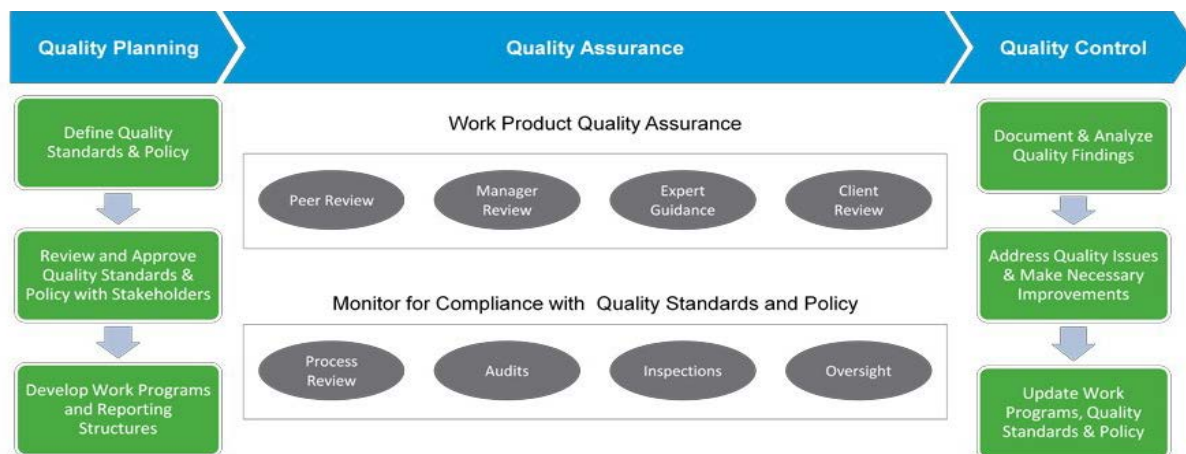 Quality Planning
Quality Assurance
Quality Control
Define Quality
Standards & Policy
Review and Approve
Quality Standards &
Policy with Stakeholders
Develop Work Programs
and Reporting
Structures
Work Product Quality Assurance
Peer Review
Manager
Review
Expert
Guidance
Client
Review
Monitor for Compliance with Quality Standards and Policy
Process
Review
Audits
Inspections
Oversight
Document & Analyze
Quality Findings
Address Quality Issues
& Make Necessary
Improvements
Update Work
Programs, Quality
Standards & Policy